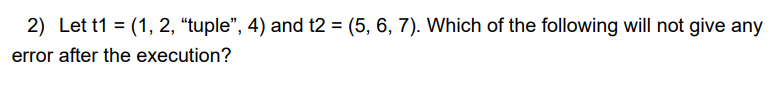 2) Let t1 = (1, 2, “tuple”, 4) and t2 = (5, 6, 7). Which of the following will not give any
error after the execution?